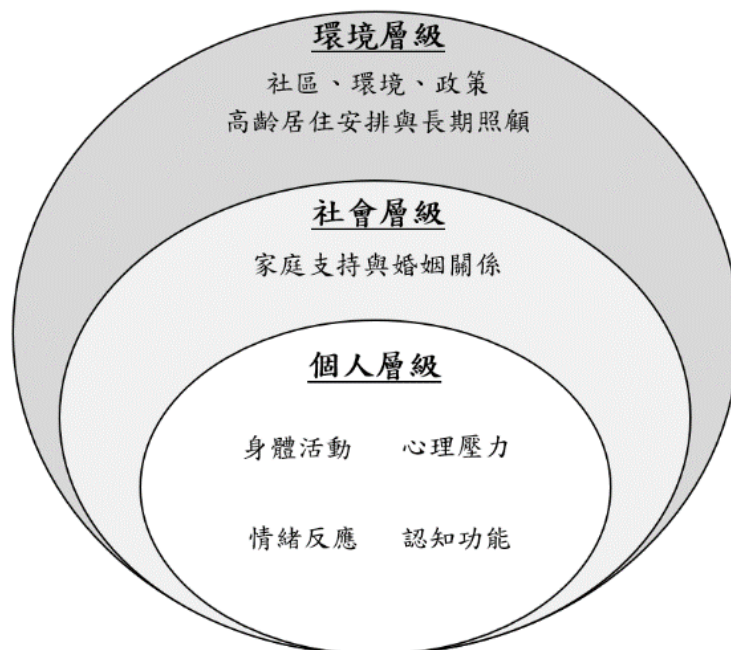 環境層級
社區、環境、政策
高齡居住安排與長期照顧
社會層級
家庭支持與婚姻關係
個人層級
身體活動 心理壓力
情緒反應 認知功能